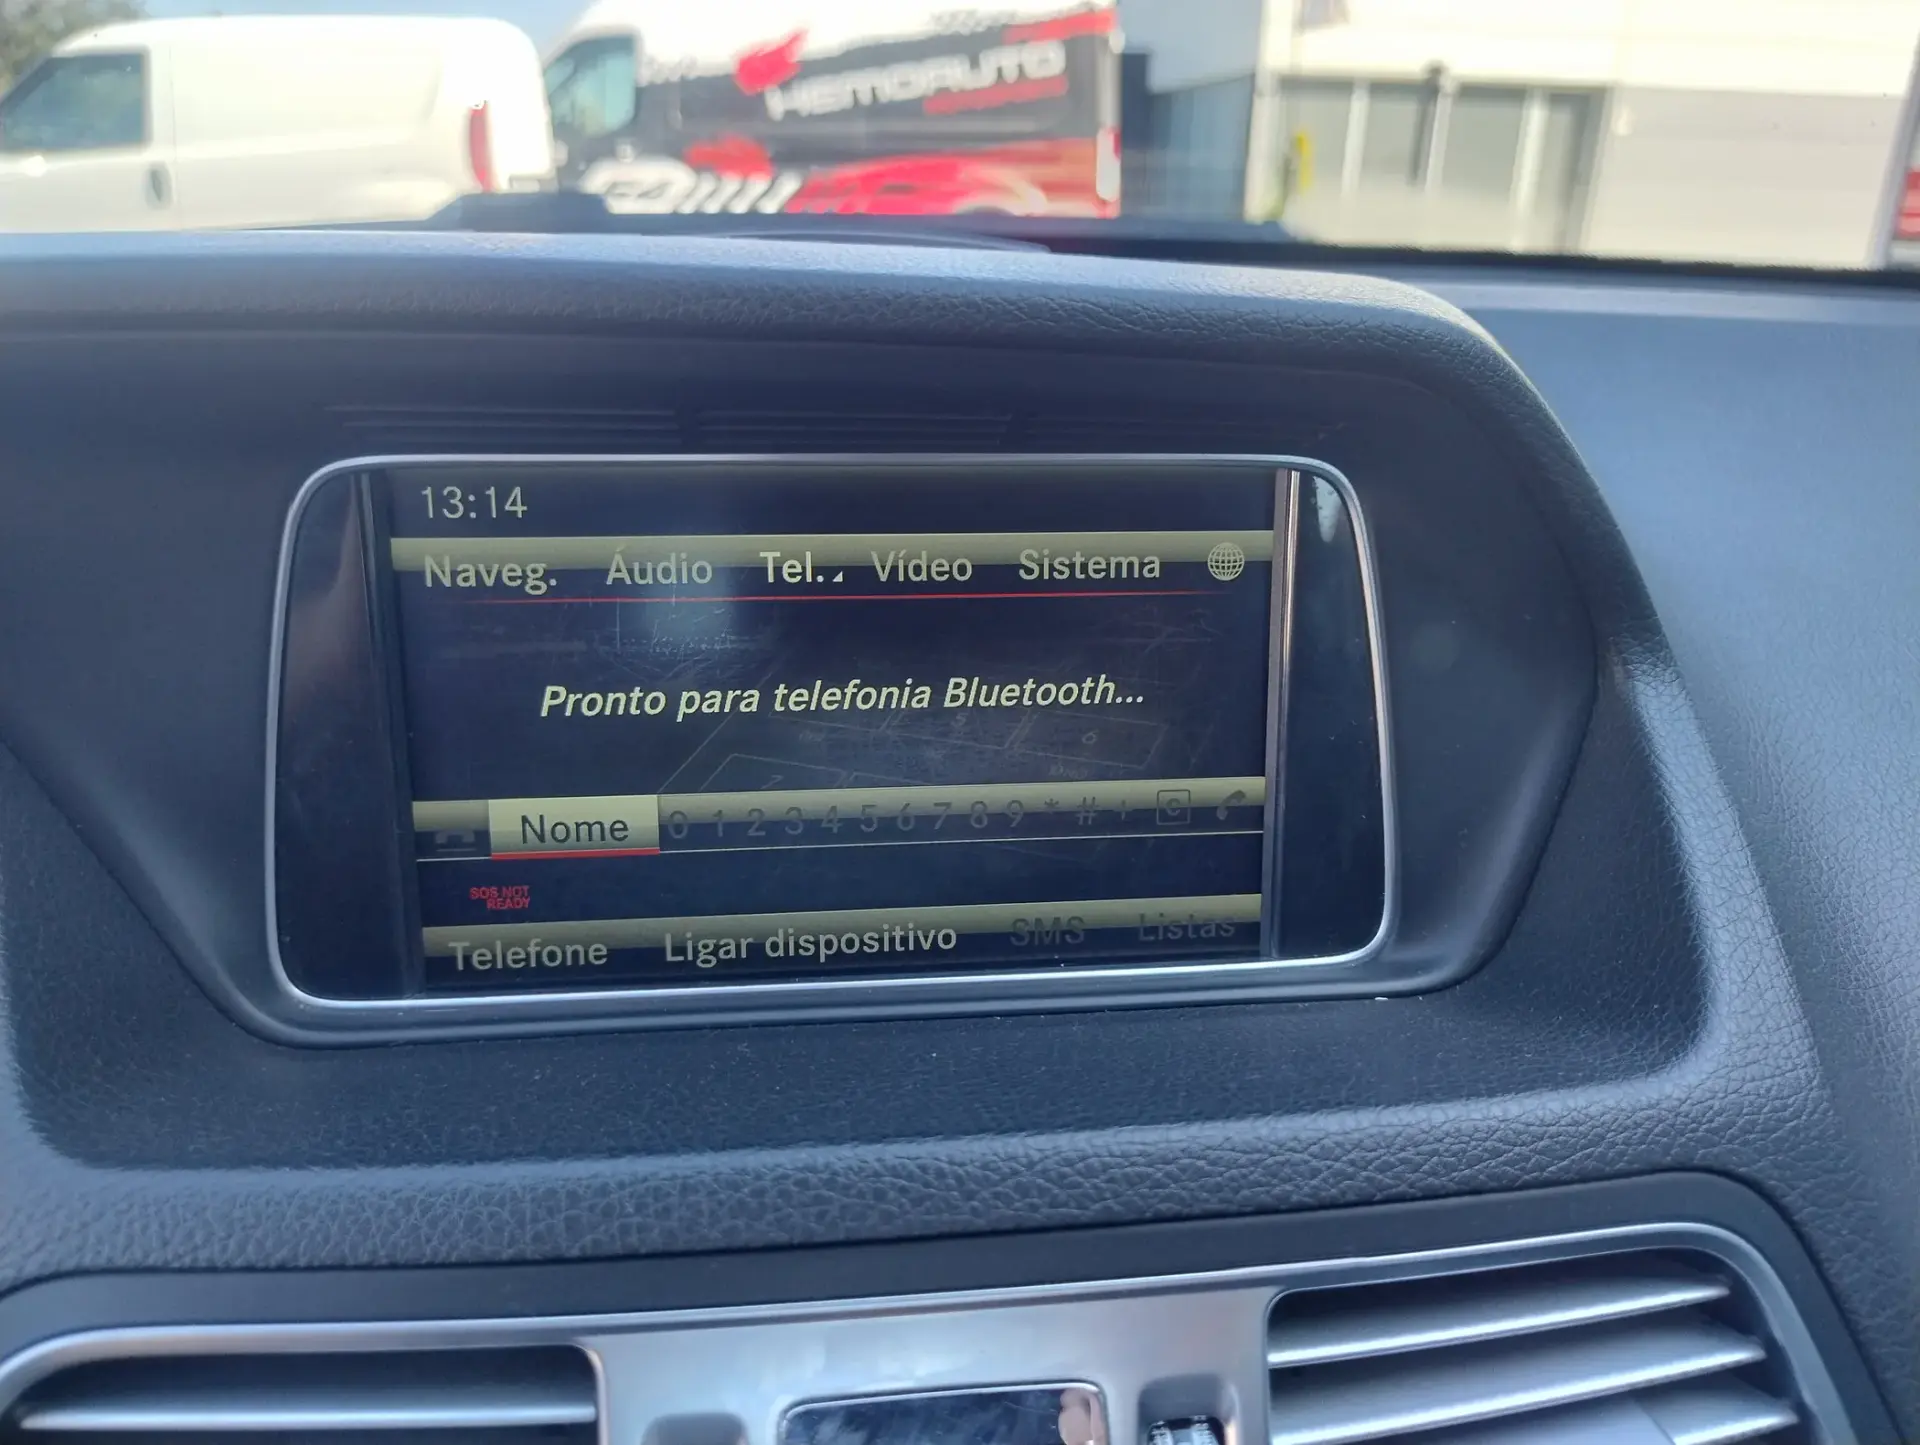 HEMOAUTO
13:14
Naveg. Áudio Tel. Vídeo Sistema
Pronto para telefonia Bluetooth...
Nome 0 1 2 3 4 5 6 7 8 9 * # + C
SOS NOT
READY
Telefone Ligar dispositivo SMS Listas